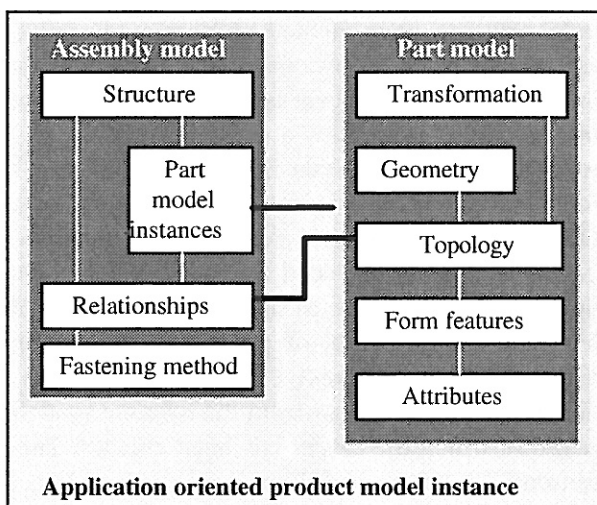 Assembly model
Structure
Part
model
instances
Relationships
Fastening method
Part model
Transformation
Geometry
Topology
Form features
Attributes
Application oriented product model instance